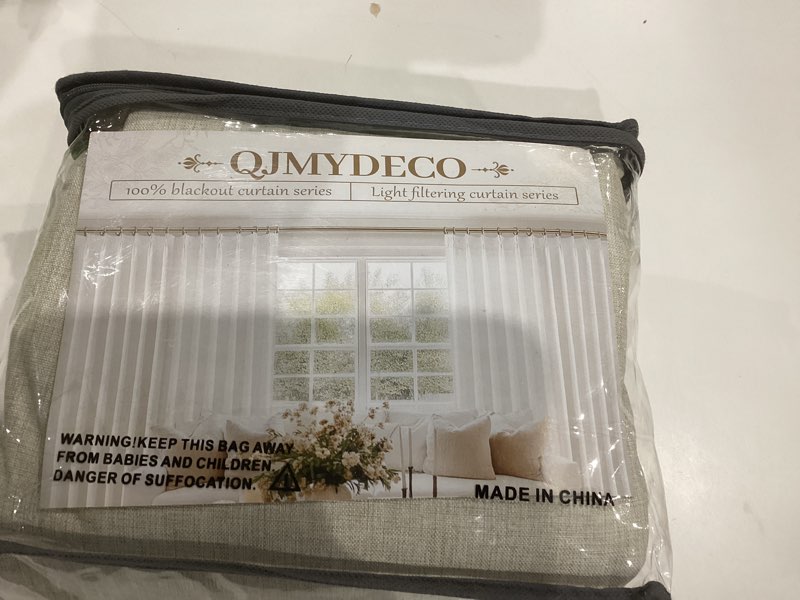 QJMYDECO
100% blackout curtain series
Light filtering curtain series
WARNING!KEEP THIS BAG AWAY
FROM BABIES AND CHILDREN.
DANGER OF SUFFOCATION.
MADE IN CHINA